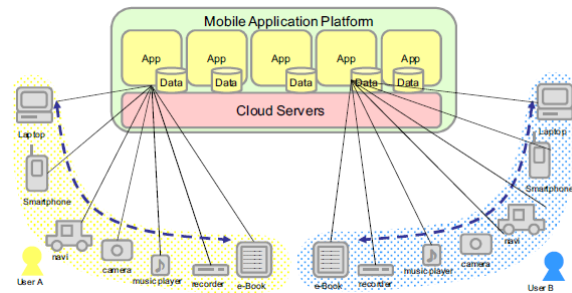 Mobile Application Platform
App App App App App
Data Data Data Data Data
Cloud Servers
Laptop
Smartphone
navi
camera
music player
recorder
e-Book
User A
Laptop
Smartphone
navi
camera
music player
recorder
e-Book
User B